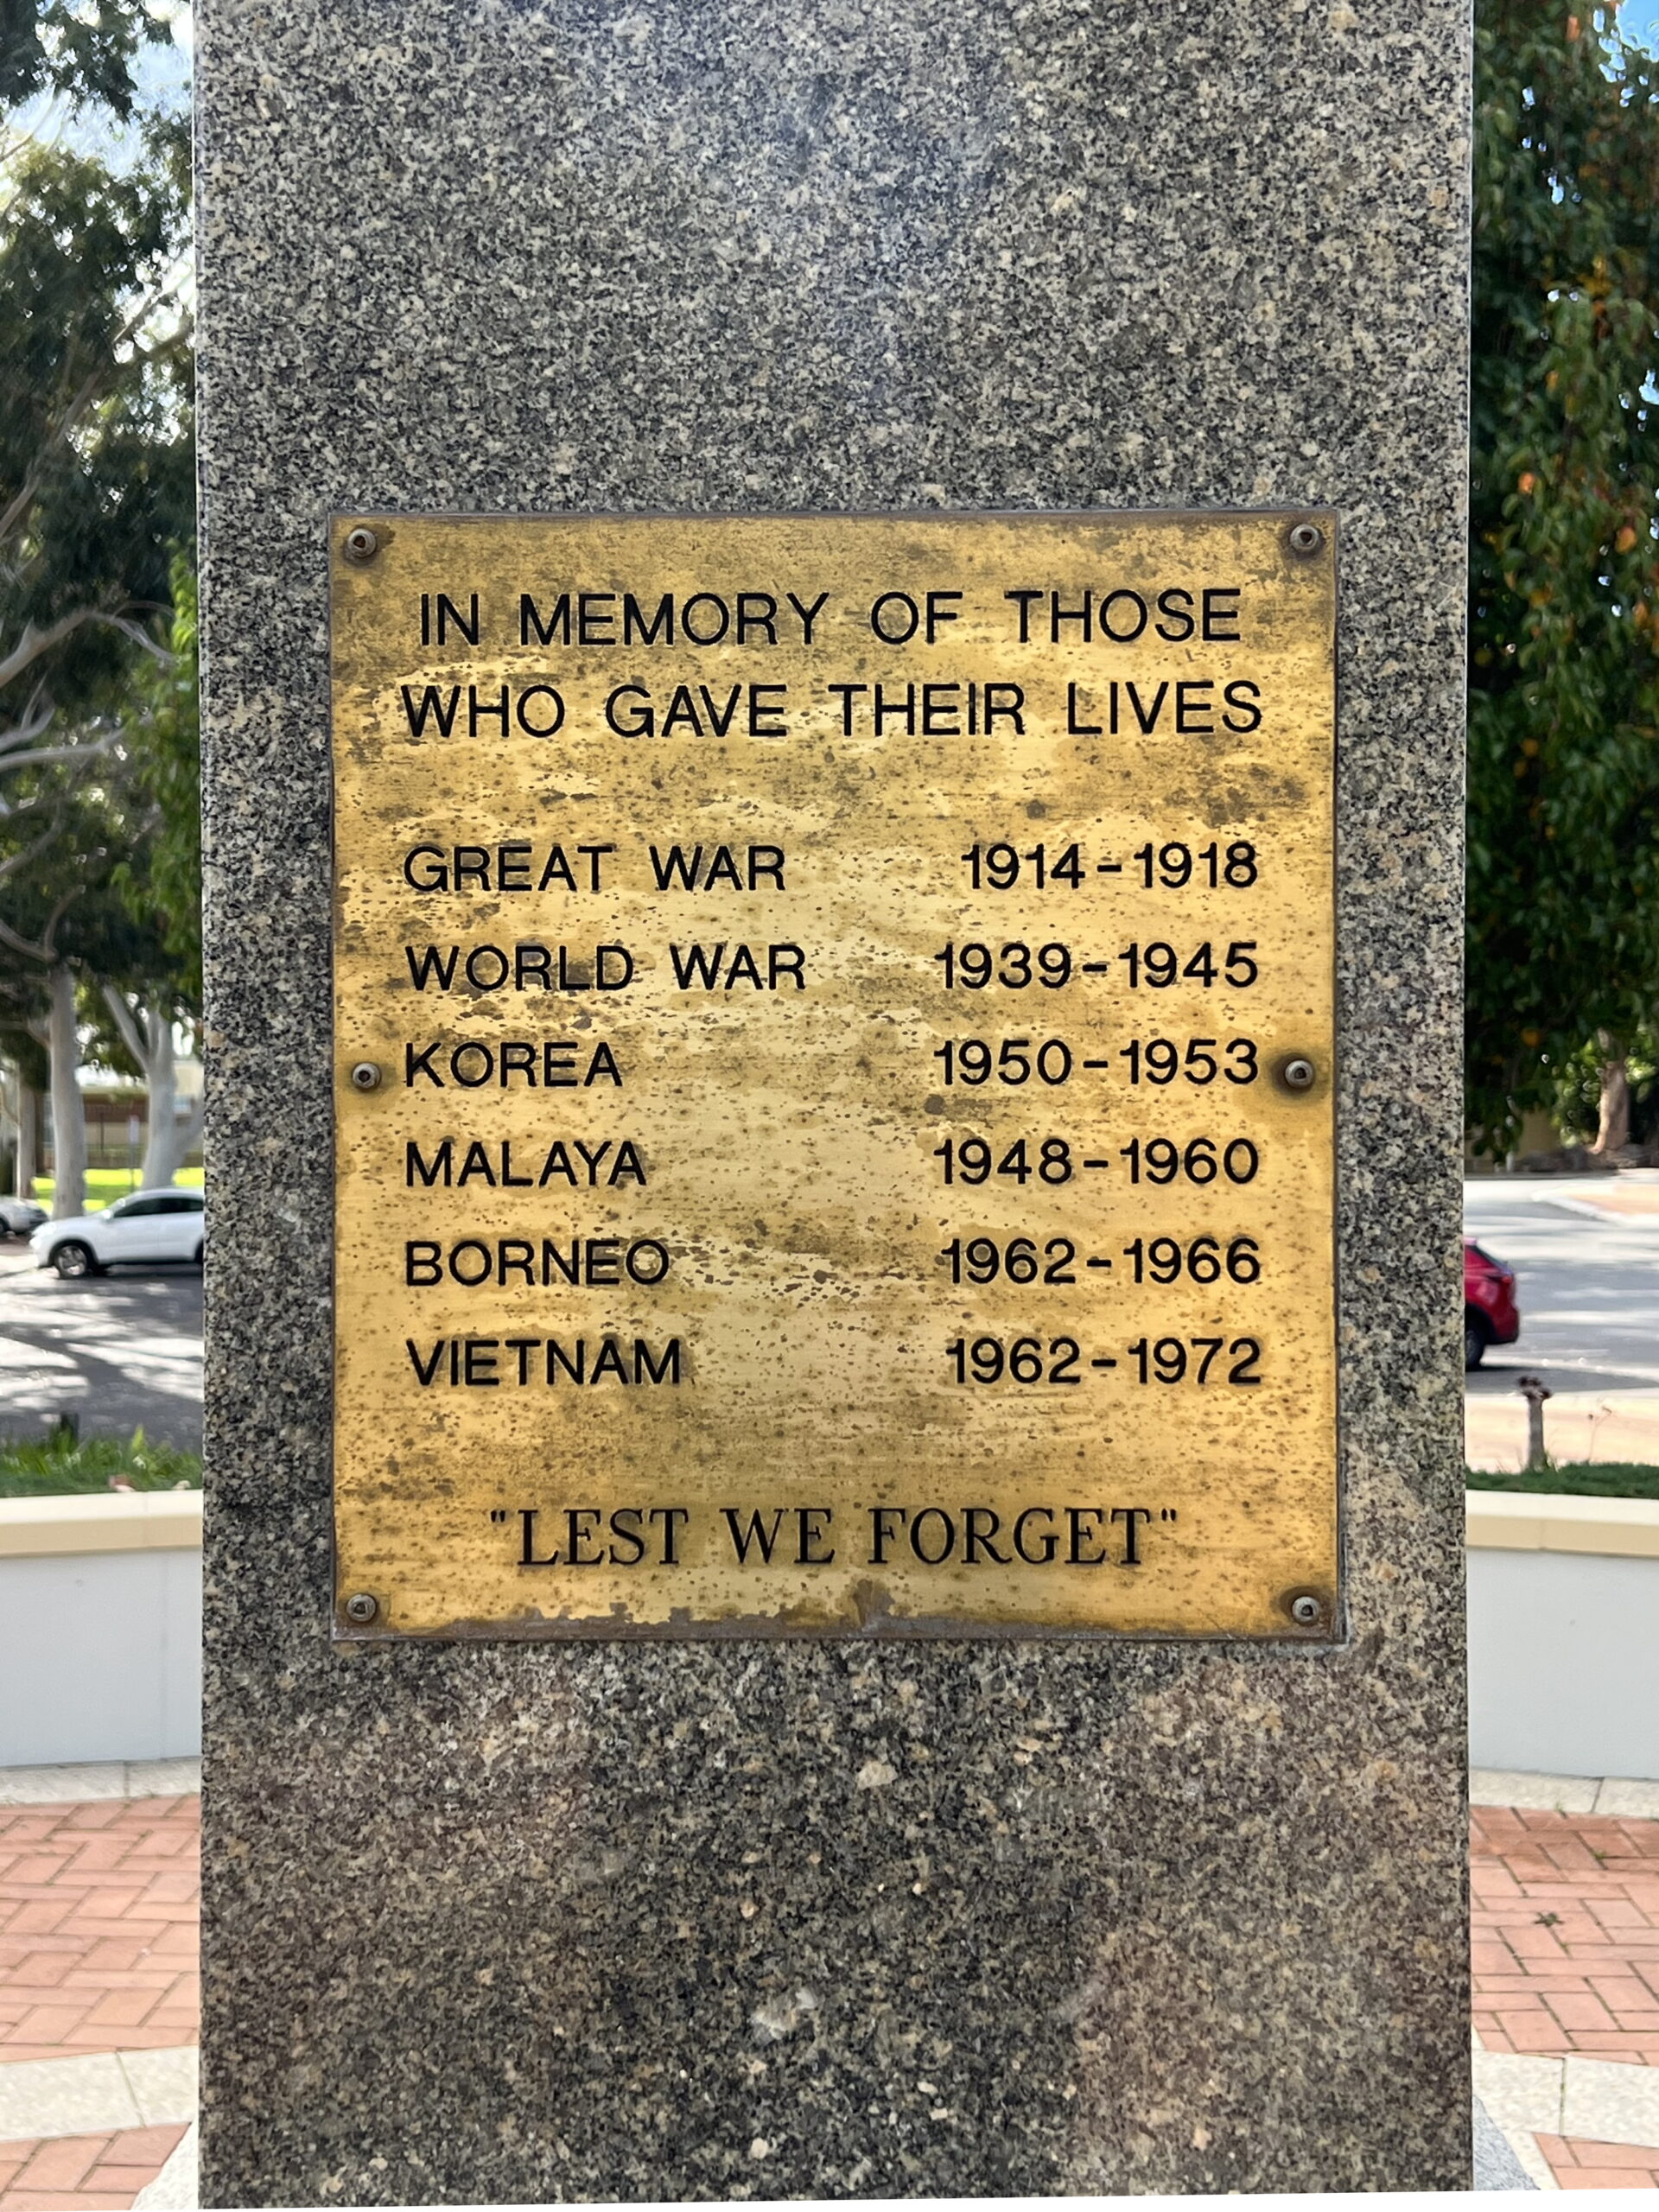 IN MEMORY OF THOSE
WHO GAVE THEIR LIVES
GREAT WAR 1914-1918
WORLD WAR 1939-1945
KOREA 1950-1953
MALAYA 1948-1960
BORNEO 1962-1966
VIETNAM 1962-1972
"LEST WE FORGET"